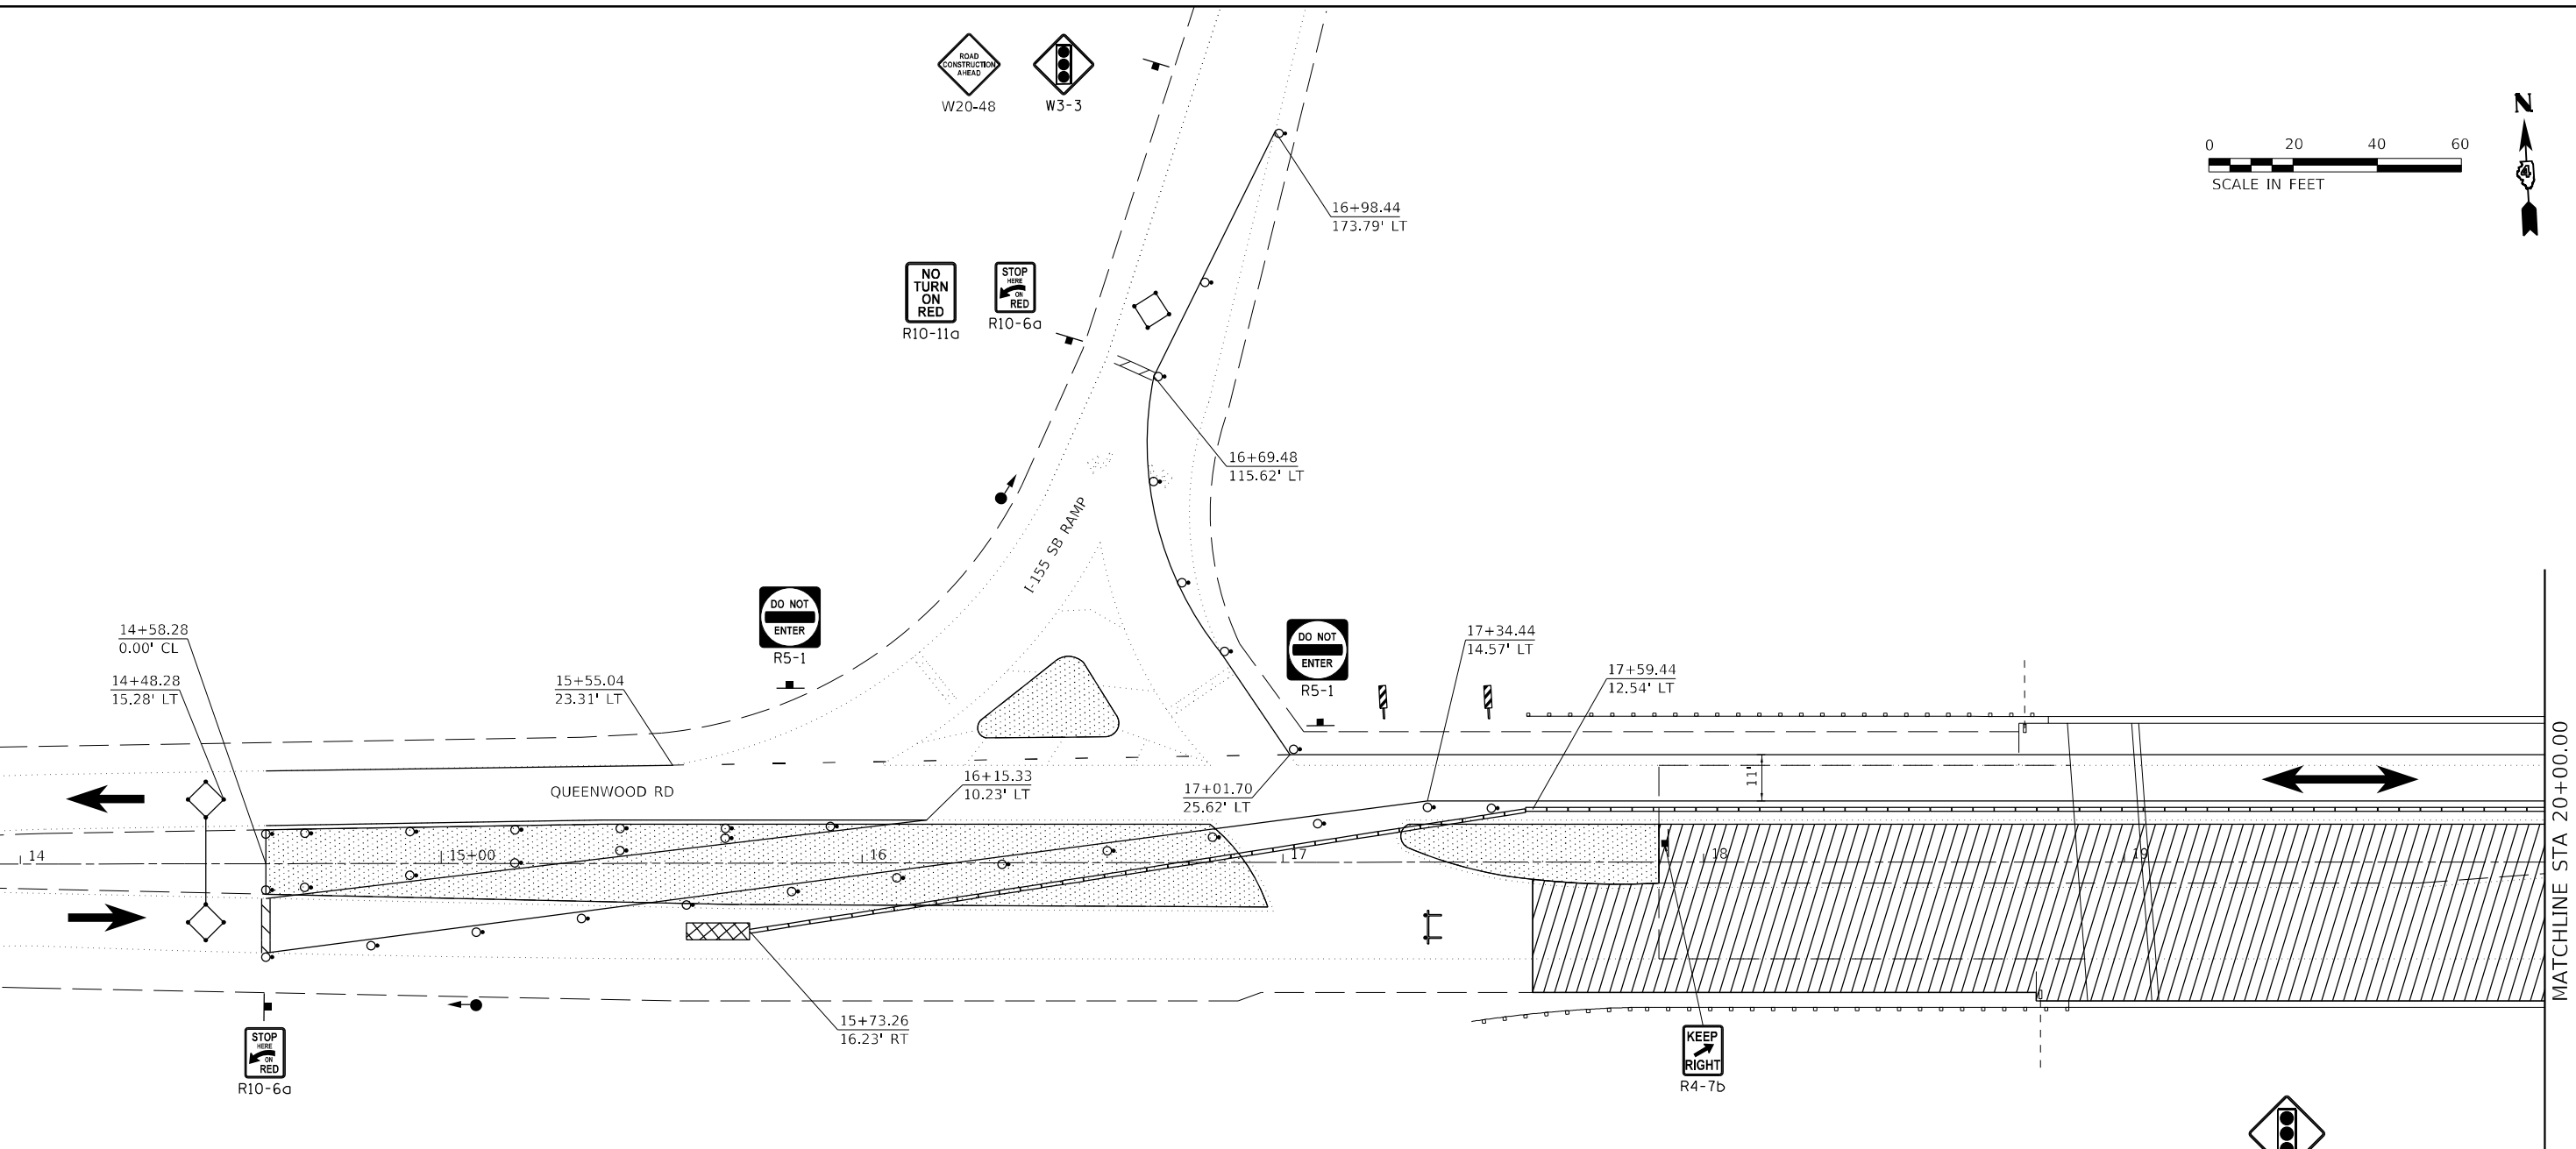 ROAD
CONSTRUCTION
AHEAD
W20-48
W3-3
N
4
0 20 40 60
SCALE IN FEET
16+98.44
173.79' LT
NO
TURN
ON
RED
R10-11a
STOP
HERE
ON
RED
R10-6a
16+69.48
115.62' LT
I-155 SB RAMP
DO NOT
ENTER
R5-1
DO NOT
ENTER
R5-1
14+58.28
0.00' CL
14+48.28
15.28' LT
15+55.04
23.31' LT
17+34.44
14.57' LT
17+59.44
12.54' LT
QUEENWOOD RD
16+15.33
10.23' LT
17+01.70
25.62' LT
11'
14
15+00
16
17
18
19
MATCHLINE STA 20+00.00
15+73.26
16.23' RT
STOP
HERE
ON
RED
R10-6a
KEEP
RIGHT
R4-7b